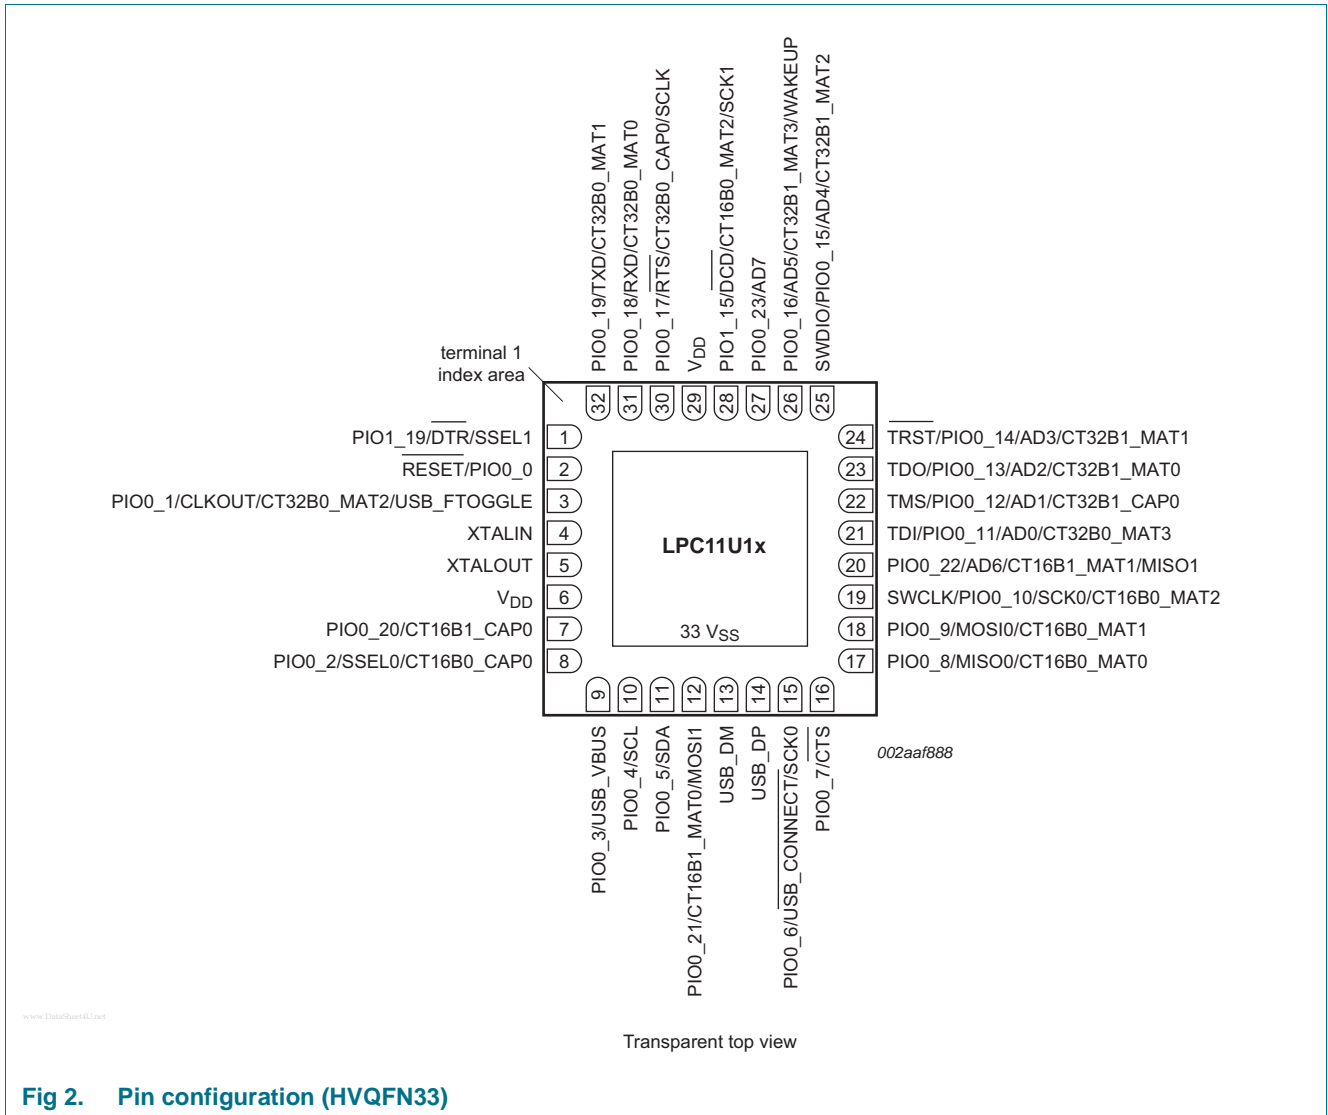 PIO0_19/TXD/CT32B0_MAT1
PIO0_18/RXD/CT32B0_MAT0
PIO0_17/RTS/CT32B0_CAP0/SCLK
VDD
PIO1_15/DCD/CT16B0_MAT2/SCK1
PIO0_23/AD7
PIO0_16/AD5/CT32B1_MAT3/WAKEUP
SWDIO/PIO0_15/AD4/CT32B1_MAT2
terminal 1
index area
32
31
30
29
28
27
26
25
PIO1_19/DTR/SSEL1 1
RESET/PIO0_0 2
PIO0_1/CLKOUT/CT32B0_MAT2/USB_FTOGGLE 3
XTALIN 4
XTALOUT 5
VDD 6
PIO0_20/CT16B1_CAP0 7
PIO0_2/SSEL0/CT16B0_CAP0 8
LPC11U1x
33 VSS
24 TRST/PIO0_14/AD3/CT32B1_MAT1
23 TDO/PIO0_13/AD2/CT32B1_MAT0
22 TMS/PIO0_12/AD1/CT32B1_CAP0
21 TDI/PIO0_11/AD0/CT32B0_MAT3
20 PIO0_22/AD6/CT16B1_MAT1/MISO1
19 SWCLK/PIO0_10/SCK0/CT16B0_MAT2
18 PIO0_9/MOSI0/CT16B0_MAT1
17 PIO0_8/MISO0/CT16B0_MAT0
9
10
11
12
13
14
15
16
PIO0_3/USB_VBUS
PIO0_4/SCL
PIO0_5/SDA
PIO0_21/CT16B1_MAT0/MOSI1
USB_DM
USB_DP
PIO0_6/USB_CONNECT/SCK0
PIO0_7/CTS
002aaf888
www.DataSheet4U.net
Transparent top view
Fig 2. Pin configuration (HVQFN33)